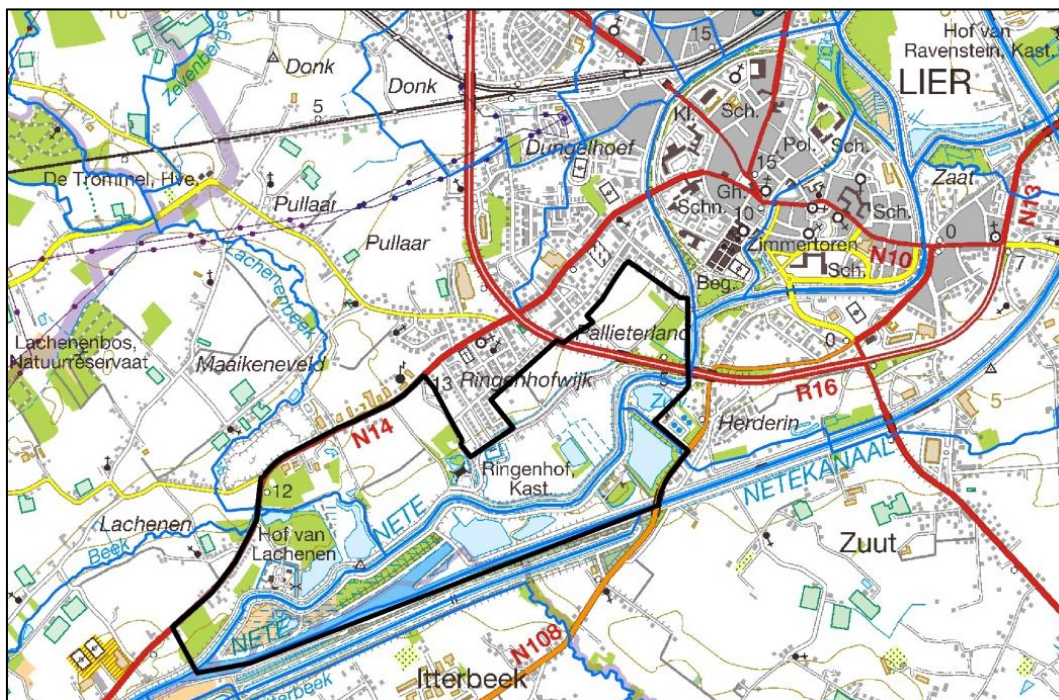 15
Hof van
Ravenstein, Kast.
LIER
Donk
Donk
5
Kl.
Sch.
Dungelhoef
Pol.
Sch.
15
De Trommel, Hve.
Gh.
Zaat
N13
Pullaar
Schn.
10
Sch.
Pullaar
Zimmertoren
N10
0
Sch.
7
Lachenenbeek
Beg.
Lachenenbos,
Natuurreservaat
Maaikeneveld
Pallieterland
0
13
Ringenhofwijk
5
R16
5
N14
Zu.
Herderin
Ringenhof,
Kast.
NETEKANAAL
12
NETE
Lachenen
Beek
Hof van
Lachenen
Zuut
NETE
N108
Itterbeek